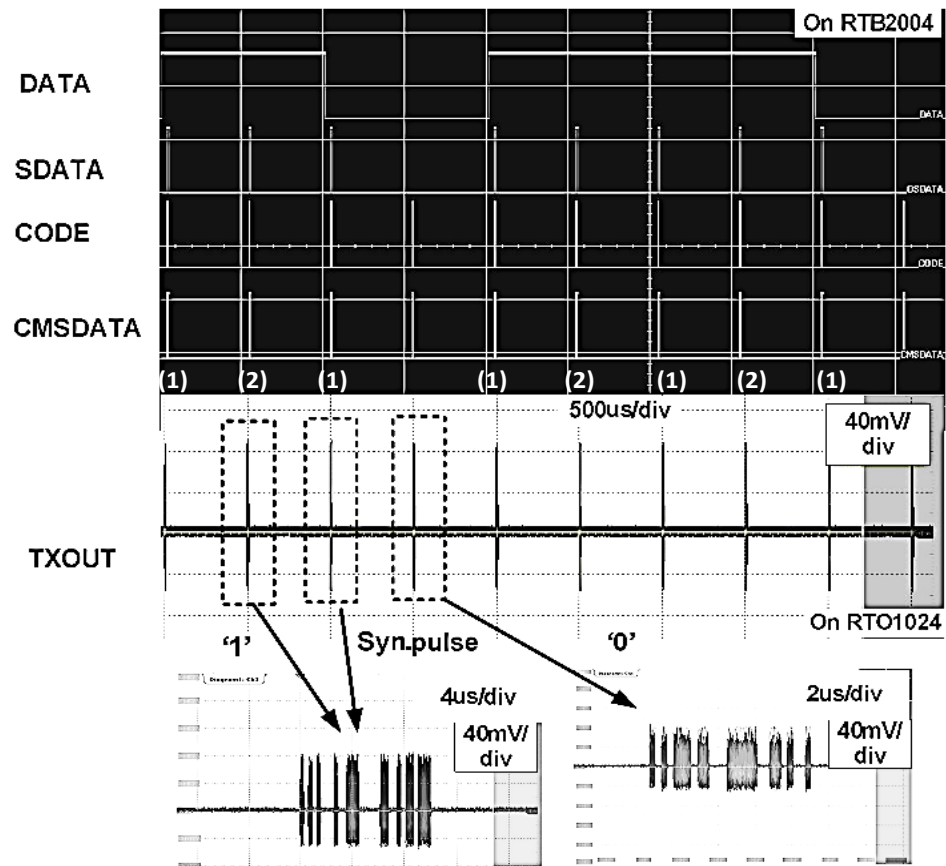 On RTB2004
DATA
DATA
SDATA
DSDATA
CODE
CODE
CMSDATA
CMSDATA
(1) (2) (1) (1) (2) (1) (2) (1)
500us/div
40mV/
div
TXOUT
On RTO1024
'1' Syn.pulse '0'
4us/div
40mV/
div
2us/div
40mV/
div